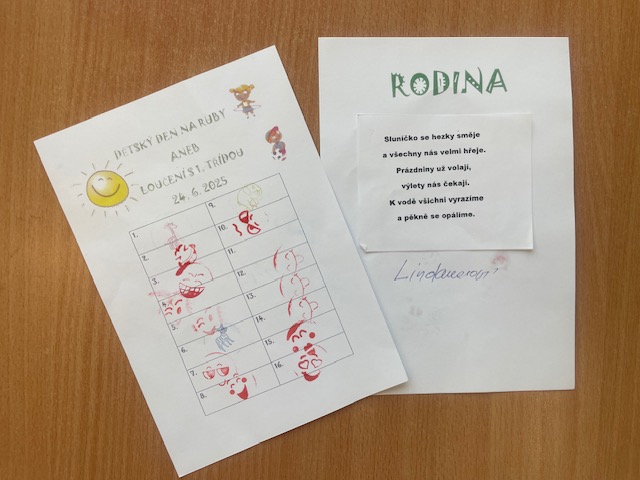 DĚTSKÝ DEN NA RUBY
ANEB
LOUČENÍ S 1. TŘÍDOU
24. 6. 2025
1.
2.
3.
4.
5.
6.
7.
8.
9.
10.
11.
12.
13.
14.
15.
16.
RODINA
Sluníčko se hezky směje
a všechny nás velmi hřeje.
Prázdniny už volají,
výlety nás čekají.
K vodě všichni vyrazíme
a pěkně se opálíme.